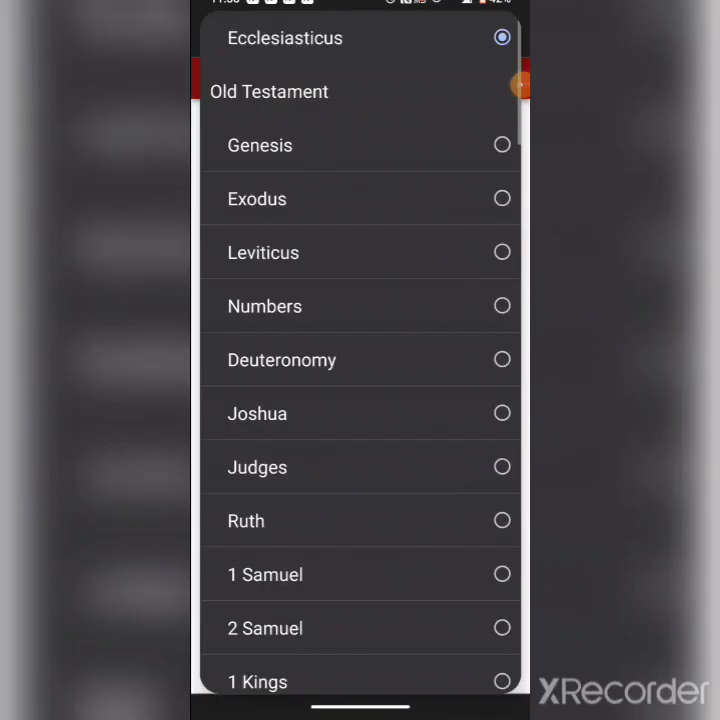 Ecclesiasticus
Old Testament
Genesis
Exodus
Leviticus
Numbers
Deuteronomy
Joshua
Judges
Ruth
1 Samuel
2 Samuel
1 Kings
XRecorder